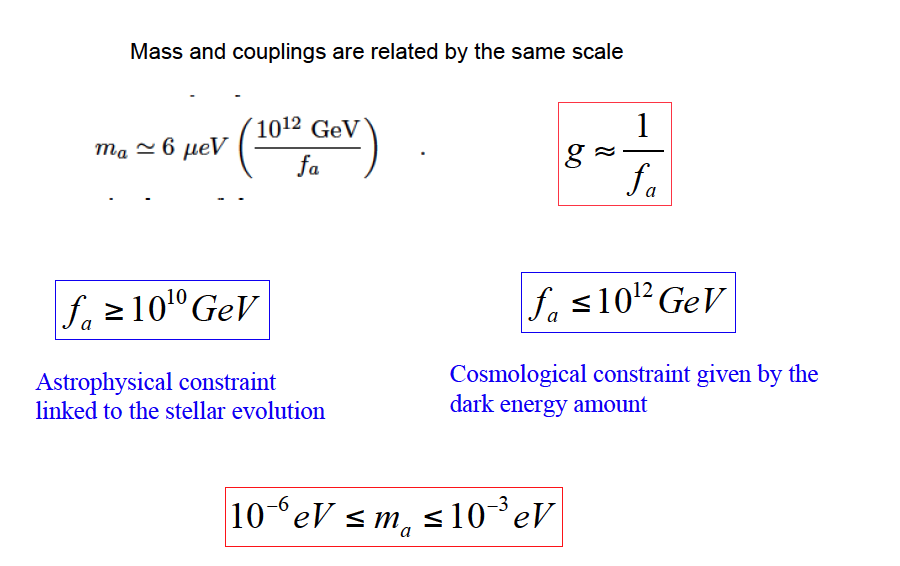 Mass and couplings are related by the same scale
m_a ≃ 6 μeV (10^12 GeV / f_a) .
g ≈ 1 / f_a
f_a ≥ 10^10 GeV
f_a ≤ 10^12 GeV
Astrophysical constraint
linked to the stellar evolution
Cosmological constraint given by the
dark energy amount
10^-6 eV ≤ m_a ≤ 10^-3 eV